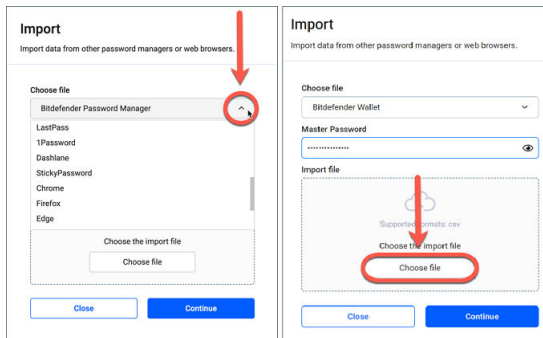 Import
Import data from other password managers or web browsers.
Choose file
Bitdefender Password Manager
LastPass
1Password
Dashlane
StickyPassword
Chrome
Firefox
Edge
Choose the import file
Choose file
Close Continue
Import
Import data from other password managers or web browsers.
Choose file
Bitdefender Wallet
Master Password
Import file
Supported formats: csv
Choose the import file
Choose file
Close Continue